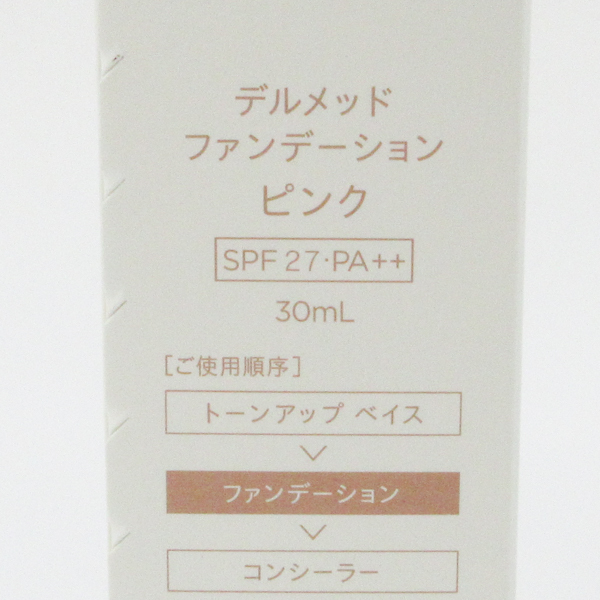 デルメッド
ファンデーション
ピンク
SPF 27･PA++
30mL
[ご使用順序]
トーンアップ ベイス
ファンデーション
コンシーラー